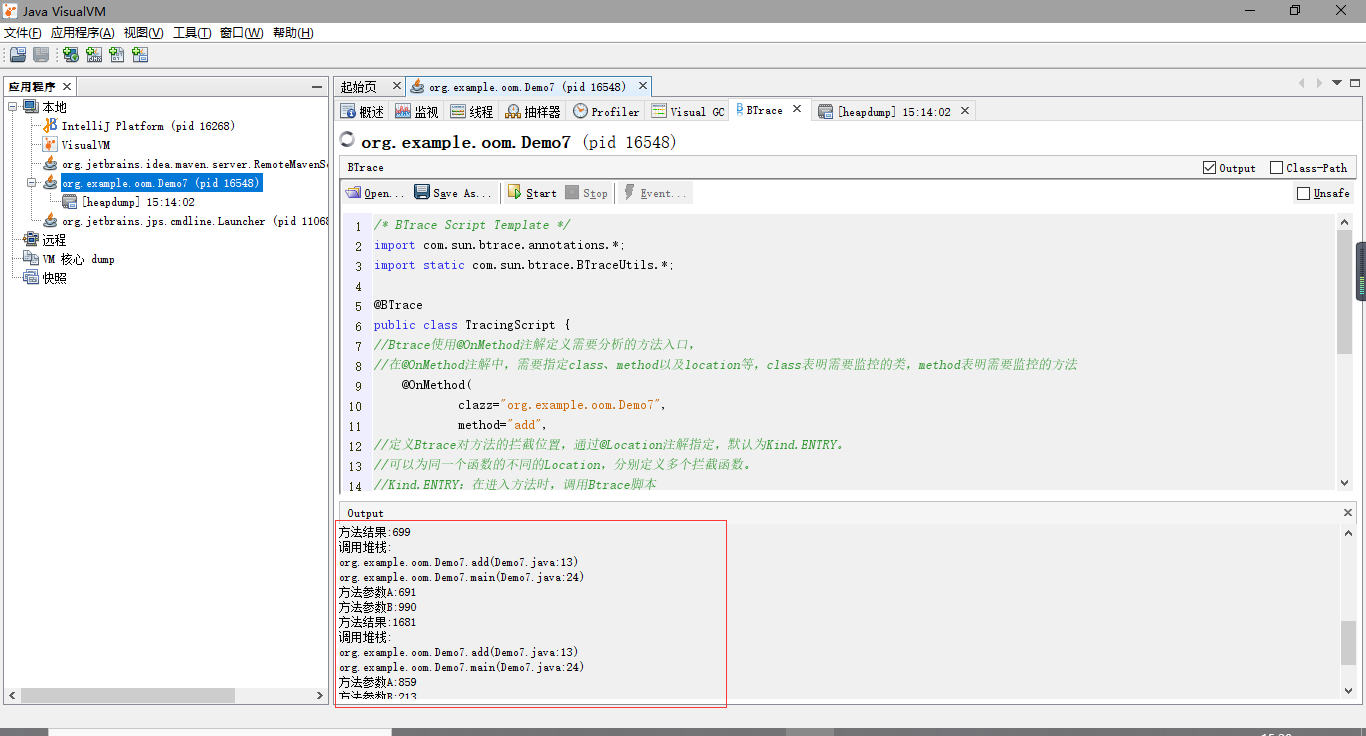 Java VisualVM
文件(F) 应用程序(A) 视图(V) 工具(T) 窗口(W) 帮助(H)
应用程序
本地
IntelliJ Platform (pid 16268)
VisualVM
org.jetbrains.idea.maven.server.RemoteMavenSe
org.example.oom.Demo7 (pid 16548)
[heapdump] 15:14:02
org.jetbrains.jps.cmdline.Launcher (pid 11068
远程
VM 核心 dump
快照
起始页 org.example.oom.Demo7 (pid 16548)
概述 监视 线程 抽样器 Profiler Visual GC BTrace [heapdump] 15:14:02
org.example.oom.Demo7 (pid 16548)
BTrace Output Class-Path
Open... Save As... Start Stop Event... Unsafe
1 /* BTrace Script Template */
2 import com.sun.btrace.annotations.*;
3 import static com.sun.btrace.BTraceUtils.*;
4
5 @BTrace
6 public class TracingScript {
7 //Btrace使用@OnMethod注解定义需要分析的方法入口，
8 //在@OnMethod注解中，需要指定class、method以及location等，class表明需要监控的类，method表明需要监控的方法
9 @OnMethod(
10 clazz="org.example.oom.Demo7",
11 method="add",
12 //定义Btrace对方法的拦截位置，通过@Location注解指定，默认为Kind.ENTRY。
13 //可以为同一个函数的不同的Location，分别定义多个拦截函数。
14 //Kind.ENTRY：在进入方法时，调用Btrace脚本
Output
方法结果:699
调用堆栈:
org.example.oom.Demo7.add(Demo7.java:13)
org.example.oom.Demo7.main(Demo7.java:24)
方法参数A:691
方法参数B:990
方法结果:1681
调用堆栈:
org.example.oom.Demo7.add(Demo7.java:13)
org.example.oom.Demo7.main(Demo7.java:24)
方法参数A:859
方法参数B:213